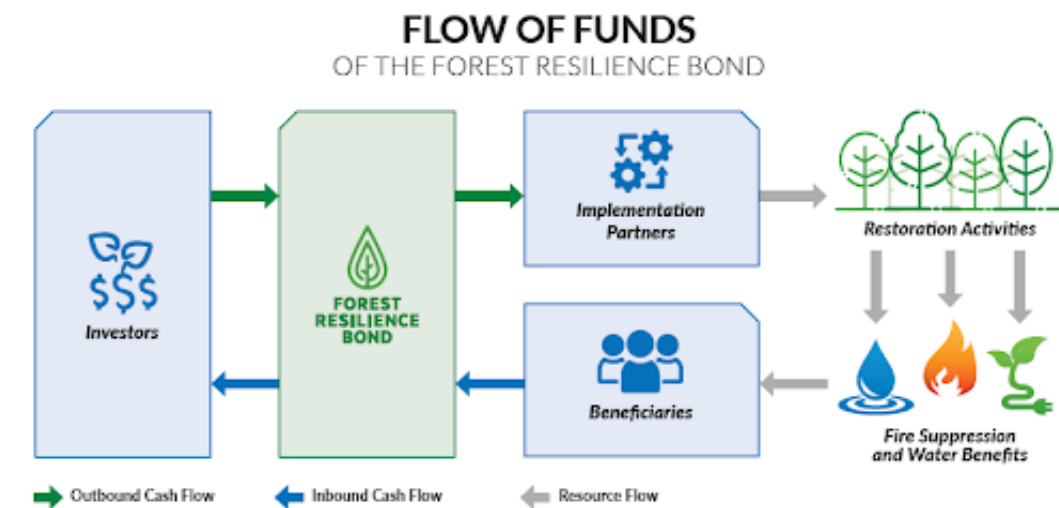 FLOW OF FUNDS
OF THE FOREST RESILIENCE BOND
Investors
FOREST
RESILIENCE
BOND
Implementation
Partners
Beneficiaries
Restoration Activities
Fire Suppression
and Water Benefits
Outbound Cash Flow
Inbound Cash Flow
Resource Flow